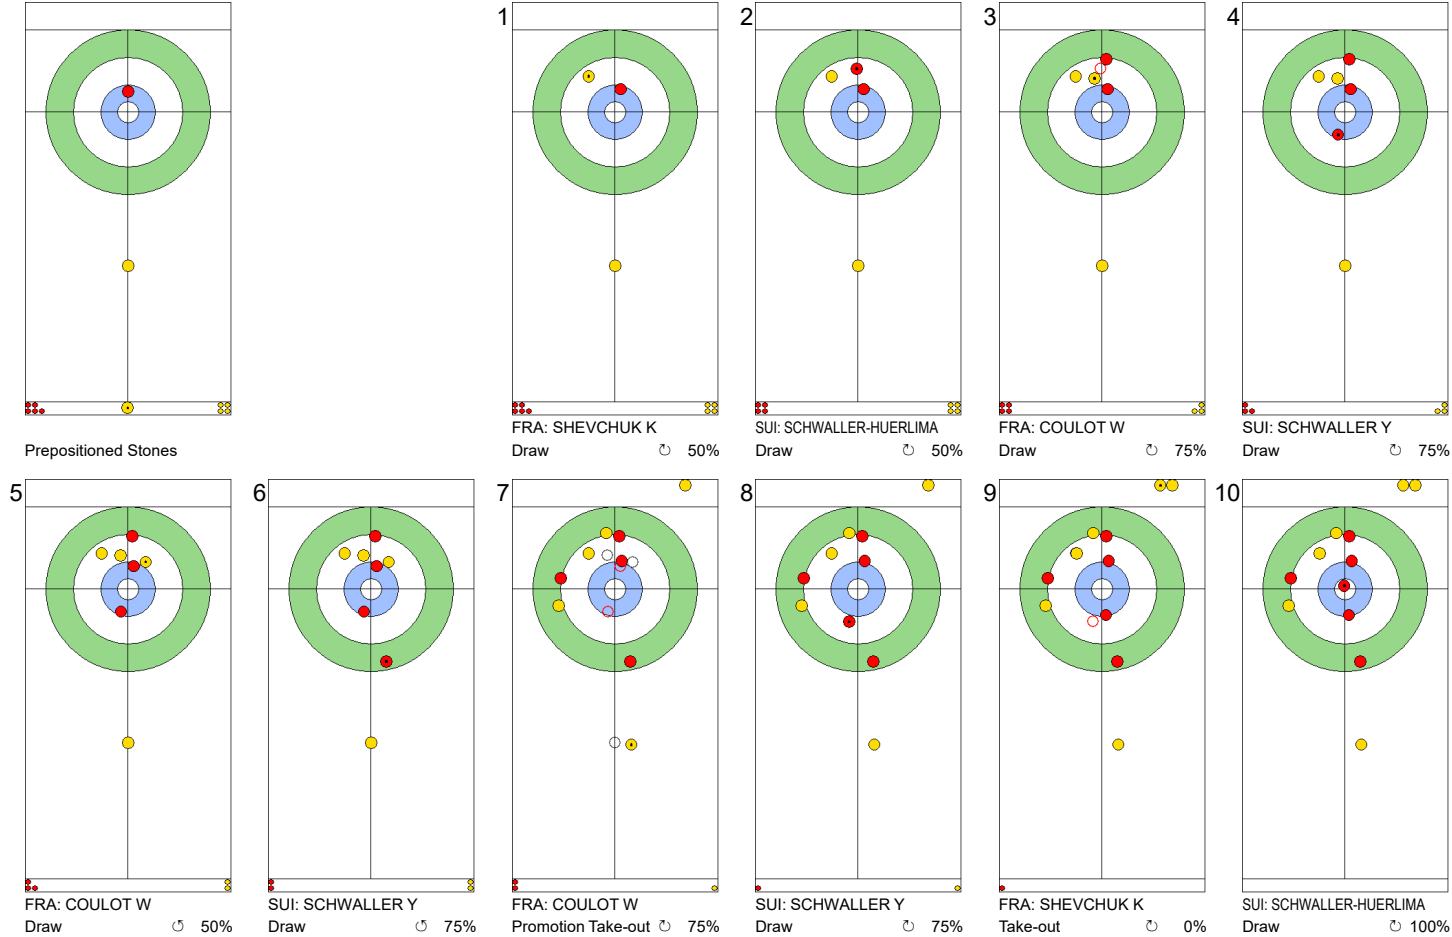 1
2
3
4
Prepositioned Stones
FRA: SHEVCHUK K
Draw ↻ 50%
SUI: SCHWALLER-HUERLIMA
Draw ↻ 50%
FRA: COULOT W
Draw ↻ 75%
SUI: SCHWALLER Y
Draw ↻ 75%
5
6
7
8
9
10
FRA: COULOT W
Draw ↺ 50%
SUI: SCHWALLER Y
Draw ↺ 75%
FRA: COULOT W
Promotion Take-out ↻ 75%
SUI: SCHWALLER Y
Draw ↻ 75%
FRA: SHEVCHUK K
Take-out ↻ 0%
SUI: SCHWALLER-HUERLIMA
Draw ↻ 100%